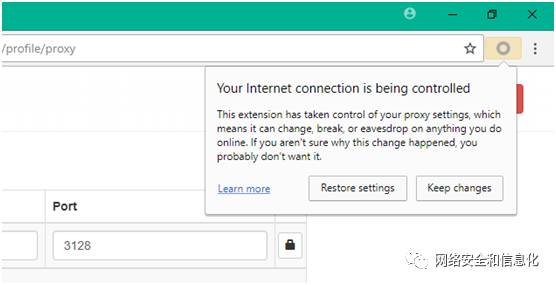 /profile/proxy
Your Internet connection is being controlled
This extension has taken control of your proxy settings, which
means it can change, break, or eavesdrop on anything you do
online. If you aren't sure why this change happened, you
probably don't want it.
Learn more
Restore settings
Keep changes
Port
3128
网络安全和信息化